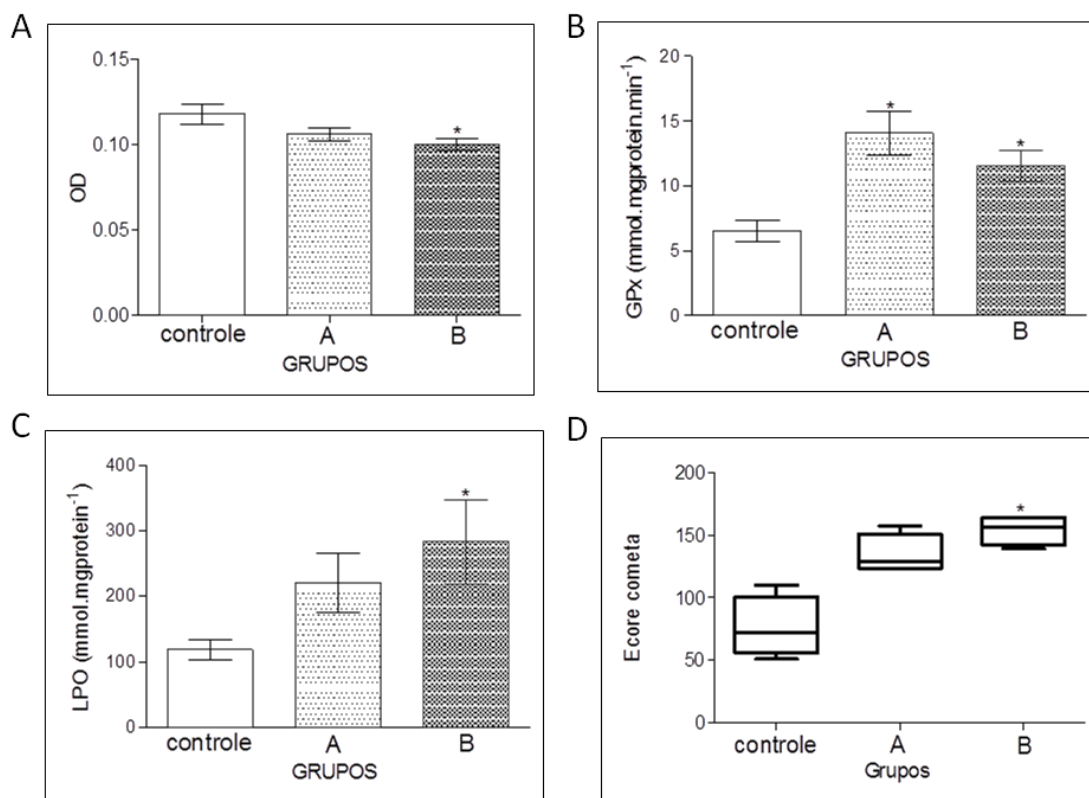 A
0.15
0.10
0.05
0.00
OD
*
controle A B
GRUPOS
B
20
15
10
5
0
GPx (mmol.mgprotein.min⁻¹)
* *
controle A B
GRUPOS
C
400
300
200
100
0
LPO (mmol.mgprotein⁻¹)
*
controle A B
GRUPOS
D
200
150
100
50
0
Ecore cometa
*
controle A B
Grupos